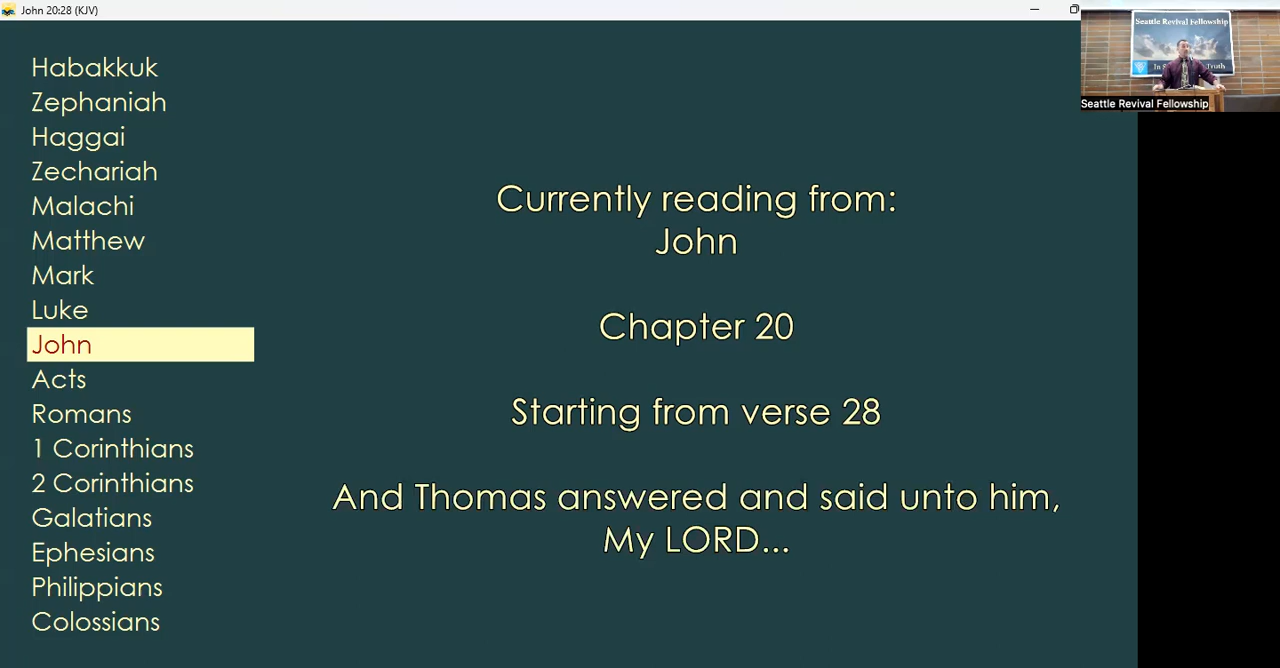 John 20:28 (KJV)
Habakkuk
Zephaniah
Haggai
Zechariah
Malachi
Matthew
Mark
Luke
John
Acts
Romans
1 Corinthians
2 Corinthians
Galatians
Ephesians
Philippians
Colossians
Currently reading from:
John
Chapter 20
Starting from verse 28
And Thomas answered and said unto him,
My LORD...
Seattle Revival Fellowship
In Truth
Seattle Revival Fellowship